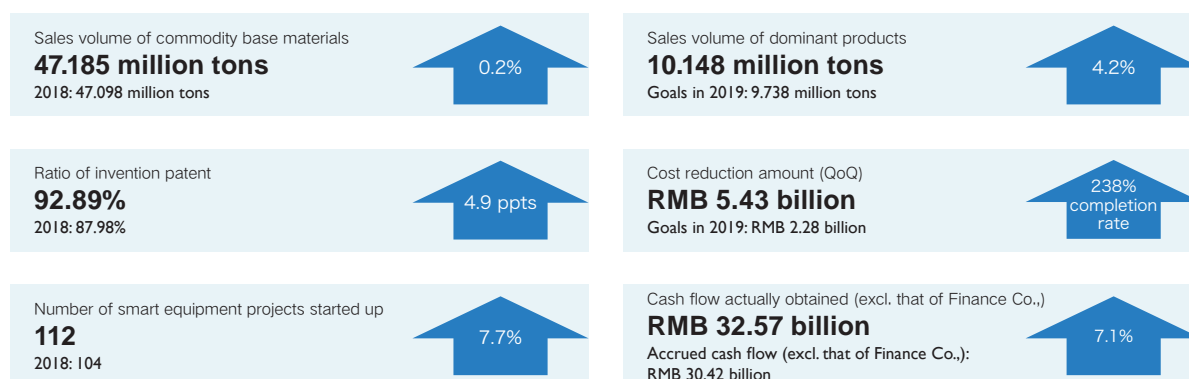 Sales volume of commodity base materials
47.185 million tons
2018: 47.098 million tons
0.2%
Sales volume of dominant products
10.148 million tons
Goals in 2019: 9.738 million tons
4.2%
Ratio of invention patent
92.89%
2018: 87.98%
4.9 ppts
Cost reduction amount (QoQ)
RMB 5.43 billion
Goals in 2019: RMB 2.28 billion
238%
completion
rate
Number of smart equipment projects started up
112
2018: 104
7.7%
Cash flow actually obtained (excl. that of Finance Co.,)
RMB 32.57 billion
Accrued cash flow (excl. that of Finance Co.,):
RMB 30.42 billion
7.1%